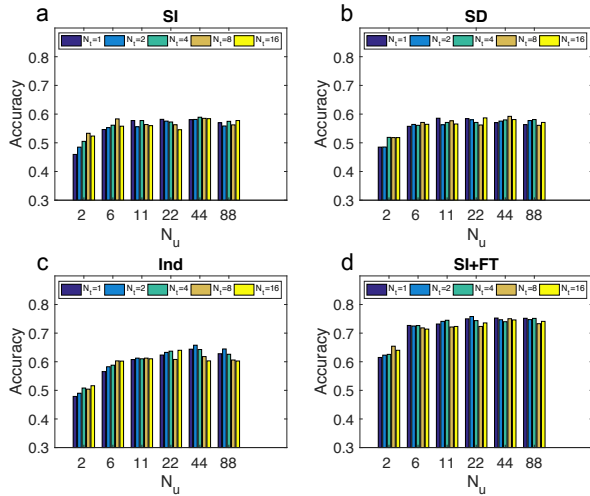 a
SI
N_t=1 N_t=2 N_t=4 N_t=8 N_t=16
Accuracy
0.8
0.7
0.6
0.5
0.4
0.3
2 6 11 22 44 88
N_u
b
SD
N_t=1 N_t=2 N_t=4 N_t=8 N_t=16
Accuracy
0.8
0.7
0.6
0.5
0.4
0.3
2 6 11 22 44 88
N_u
c
Ind
N_t=1 N_t=2 N_t=4 N_t=8 N_t=16
Accuracy
0.8
0.7
0.6
0.5
0.4
0.3
2 6 11 22 44 88
N_u
d
SI+FT
N_t=1 N_t=2 N_t=4 N_t=8 N_t=16
Accuracy
0.8
0.7
0.6
0.5
0.4
0.3
2 6 11 22 44 88
N_u